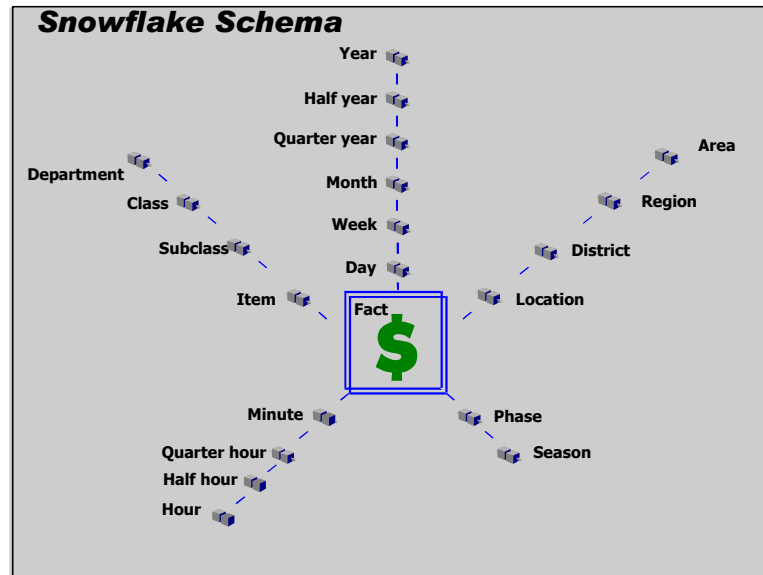 Snowflake Schema
Year
Half year
Quarter year
Month
Week
Day
Department
Class
Subclass
Item
Area
Region
District
Location
Fact
$
Minute
Quarter hour
Half hour
Hour
Phase
Season